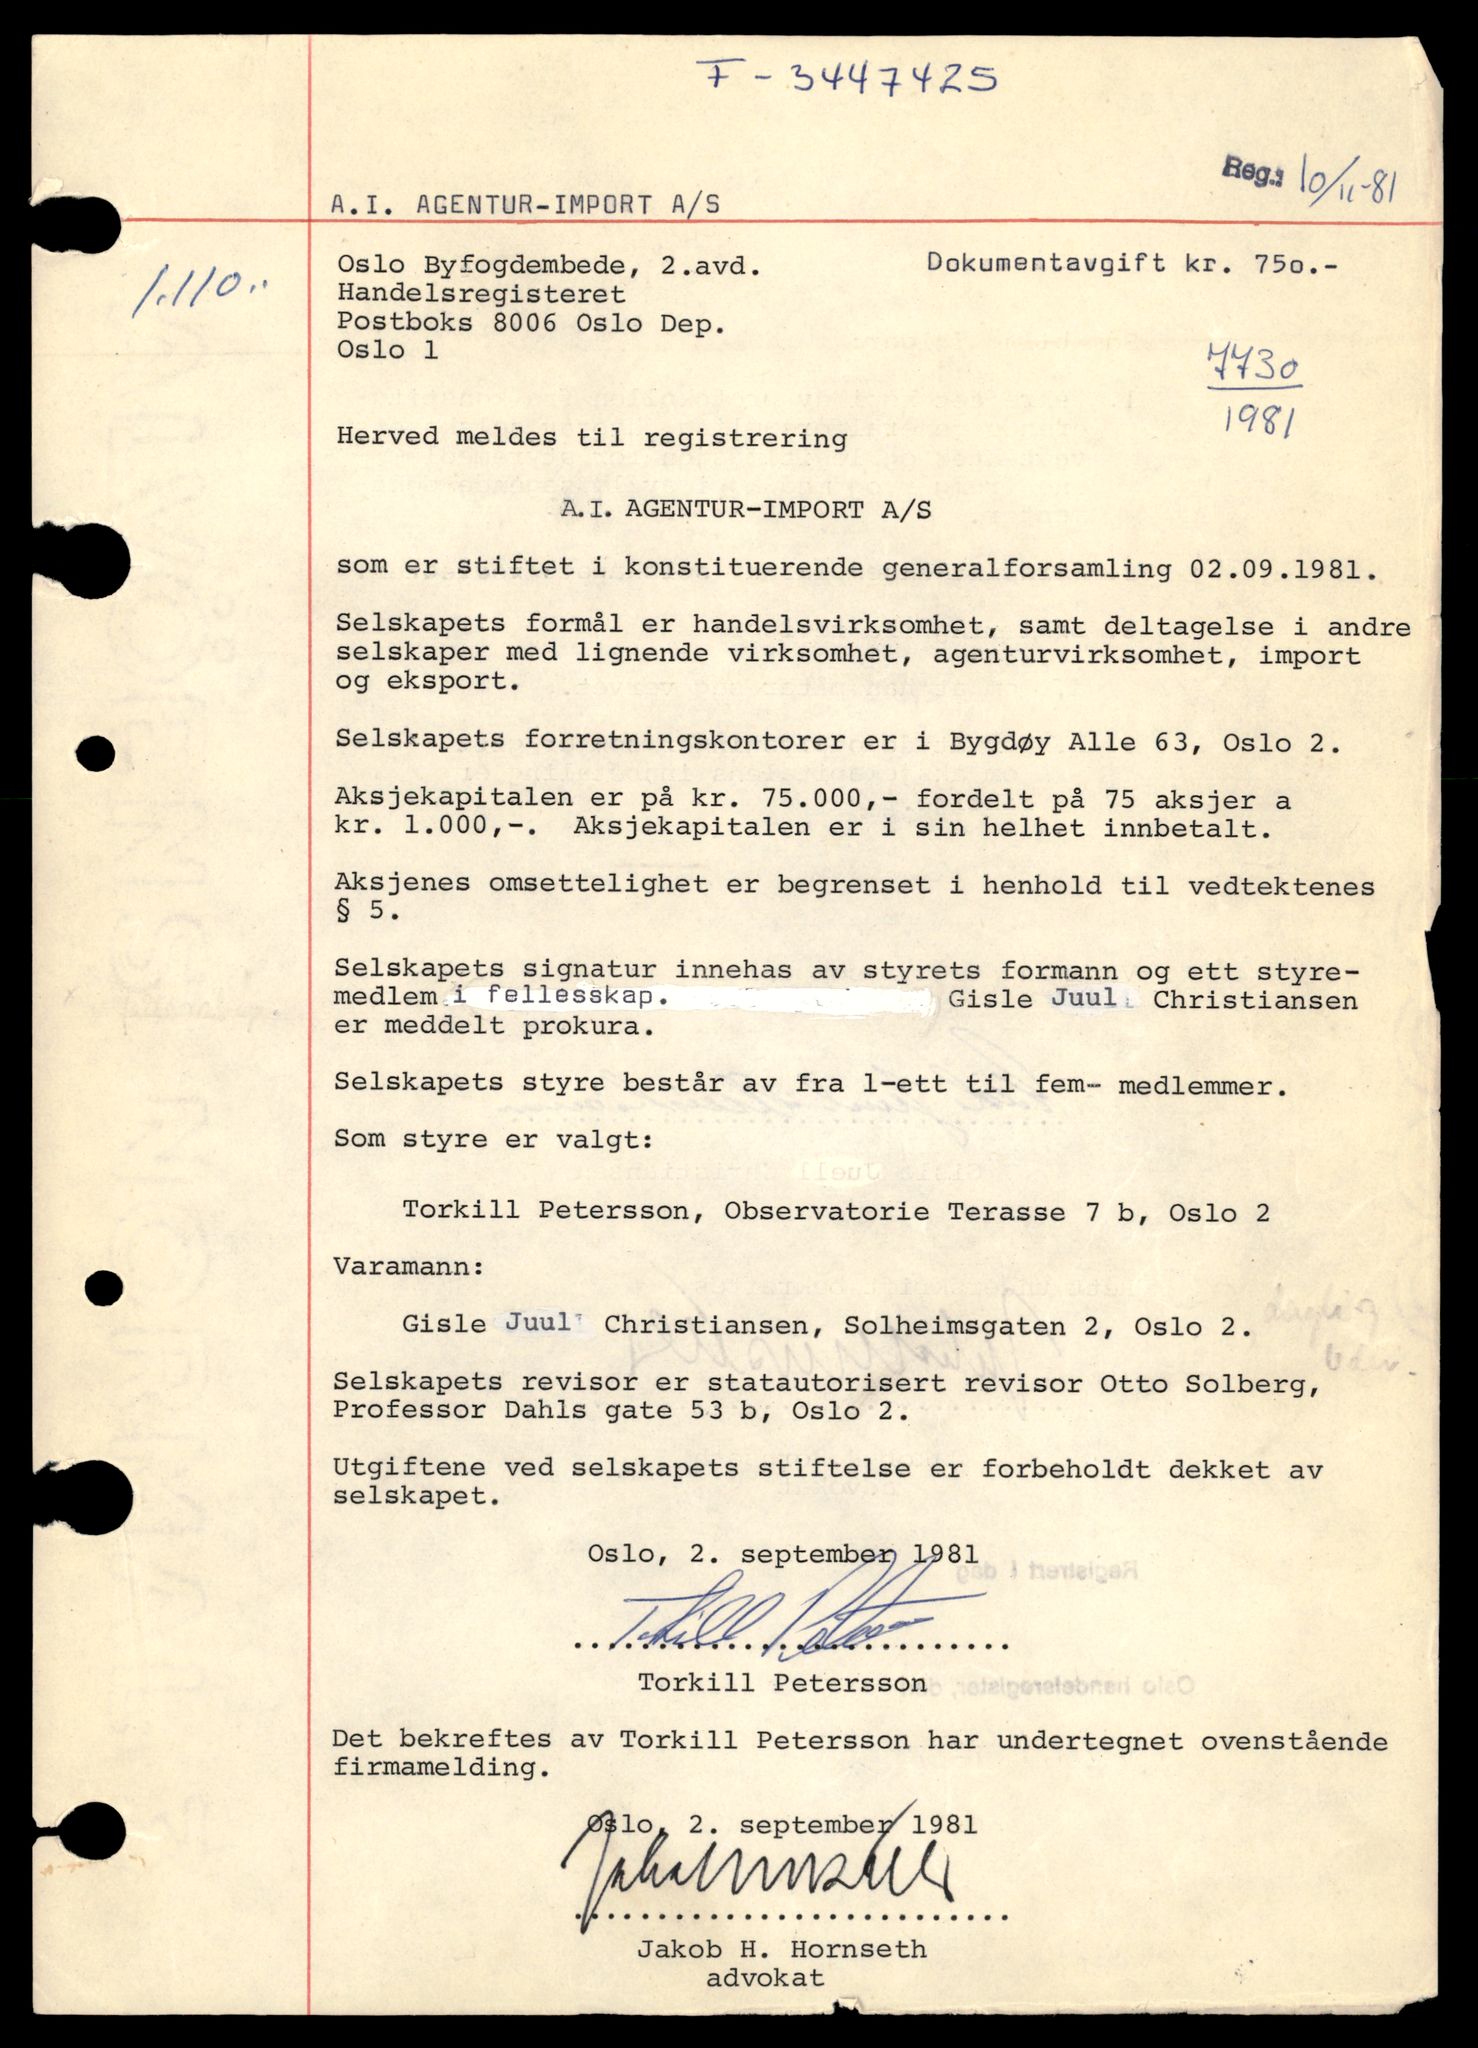 F-3447425
Reg.: 10/11-81
A.I. AGENTUR-IMPORT A/S
1.110..
Oslo Byfogdembede, 2.avd.
Dokumentavgift kr. 75o.-
Handelsregisteret
Postboks 8006 Oslo Dep.
Oslo 1
7730
1981
Herved meldes til registrering
A.I. AGENTUR-IMPORT A/S
som er stiftet i konstituerende generalforsamling 02.09.1981.
Selskapets formål er handelsvirksomhet, samt deltagelse i andre
selskaper med lignende virksomhet, agenturvirksomhet, import
og eksport.
Selskapets forretningskontorer er i Bygdøy Alle 63, Oslo 2.
Aksjekapitalen er på kr. 75.000,- fordelt på 75 aksjer a
kr. 1.000,-. Aksjekapitalen er i sin helhet innbetalt.
Aksjenes omsettelighet er begrenset i henhold til vedtektenes
§ 5.
Selskapets signatur innehas av styrets formann og ett styre-
medlem i fellesskap. Gisle Juul Christiansen
er meddelt prokura.
Selskapets styre består av fra 1-ett til fem- medlemmer.
Som styre er valgt:
Torkill Petersson, Observatorie Terasse 7 b, Oslo 2
Varamann:
Gisle Juul Christiansen, Solheimsgaten 2, Oslo 2.
Selskapets revisor er statautorisert revisor Otto Solberg,
Professor Dahls gate 53 b, Oslo 2.
Utgiftene ved selskapets stiftelse er forbeholdt dekket av
selskapet.
Oslo, 2. september 1981
Torkill Petersson
Det bekreftes av Torkill Petersson har undertegnet ovenstående
firmamelding.
Oslo, 2. september 1981
Jakob H. Hornseth
advokat